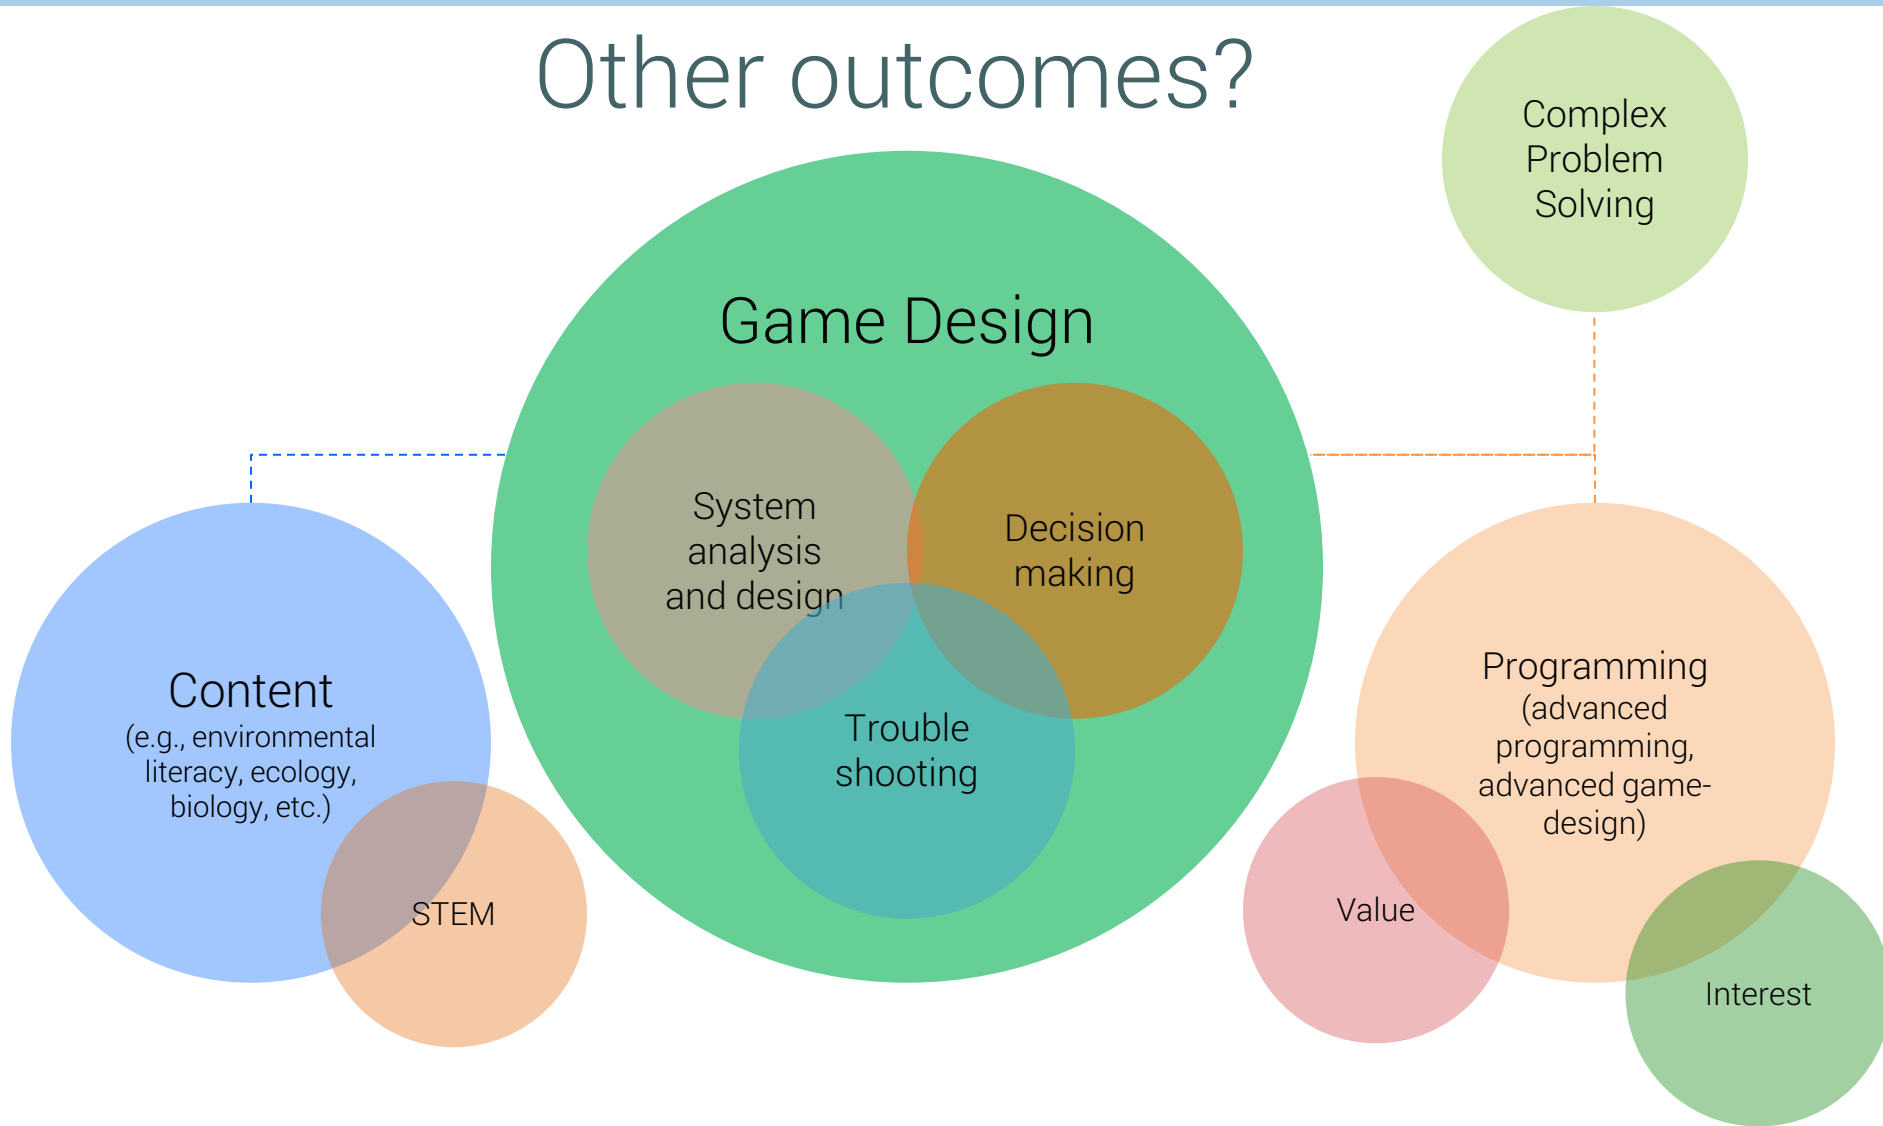 Other outcomes?
Complex
Problem
Solving
Game Design
System
analysis
and design
Decision
making
Trouble
shooting
Content
(e.g., environmental
literacy, ecology,
biology, etc.)
STEM
Programming
(advanced
programming,
advanced game-
design)
Value
Interest